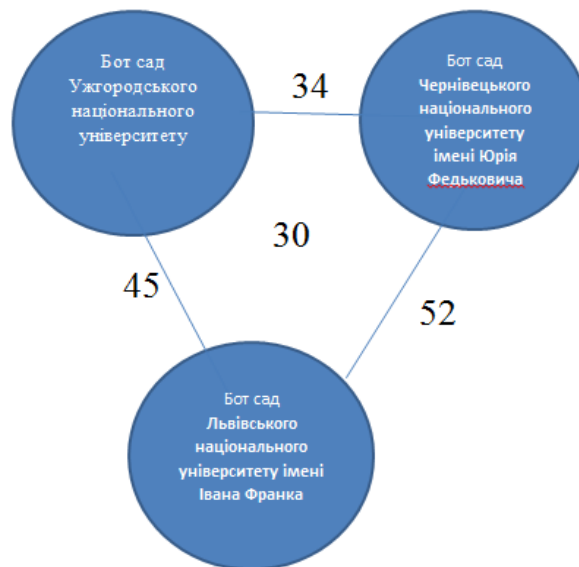 Бот сад
Ужгородського
національного
університету
34
Бот сад
Чернівецького
національного
університету
імені Юрія
Федьковича
30
45
52
Бот сад
Львівського
національного
університету імені
Івана Франка